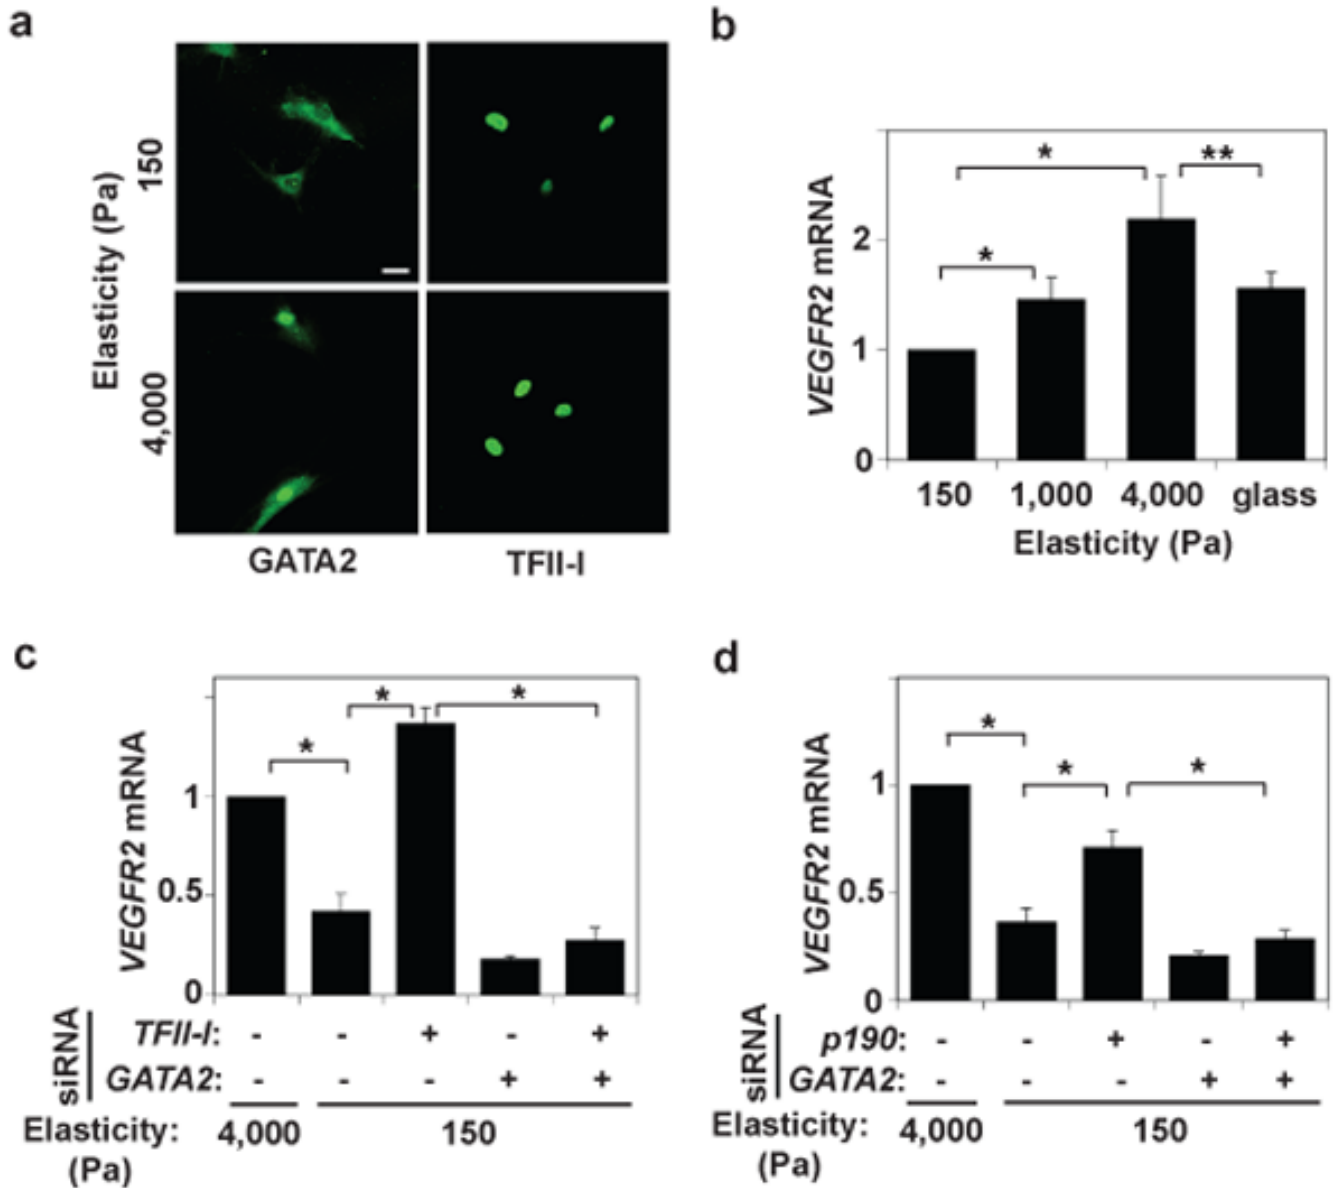 a
Elasticity (Pa)
150
4,000
GATA2
TFII-I
b
VEGFR2 mRNA
2
1
0
*
*
**
150 1,000 4,000 glass
Elasticity (Pa)
c
VEGFR2 mRNA
1
0.5
0
*
*
*
siRNA
TFII-I: - - + - +
GATA2: - - - + +
Elasticity: 4,000 150
(Pa)
d
VEGFR2 mRNA
1
0.5
0
*
*
*
siRNA
p190: - - + - +
GATA2: - - - + +
Elasticity: 4,000 150
(Pa)